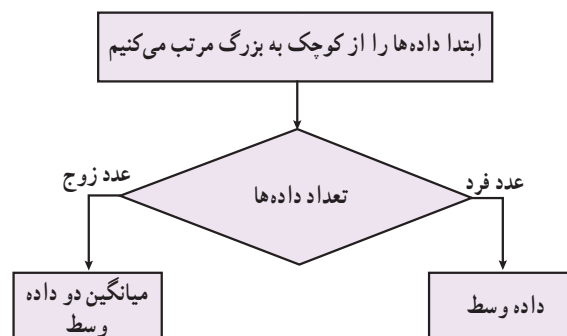 ابتدا داده‌ها را از کوچک به بزرگ مرتب می‌کنیم
تعداد داده‌ها
عدد فرد
عدد زوج
داده وسط
میانگین دو داده
وسط